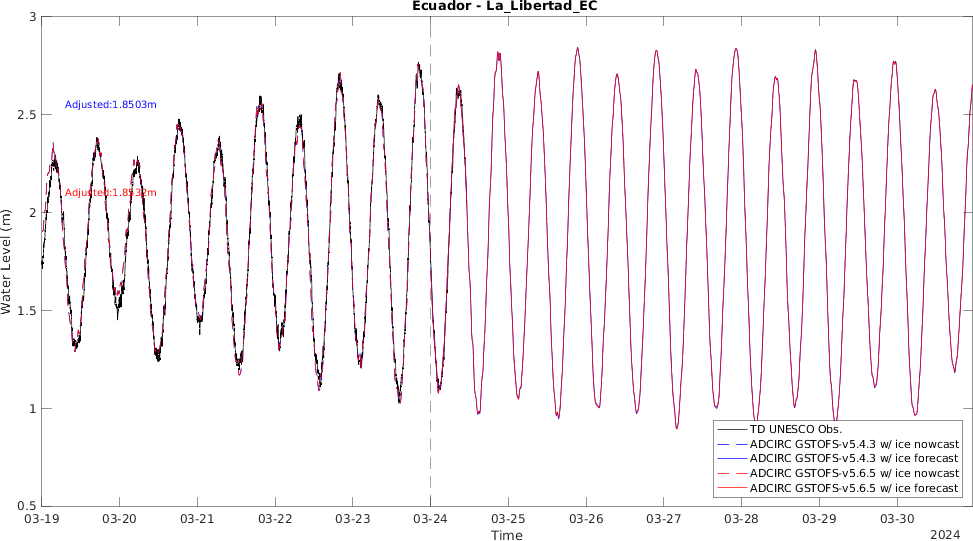 Ecuador - La_Libertad_EC
3
2.5
2
1.5
1
0.5
Water Level (m)
Adjusted:1.8503m
Adjusted:1.8532m
TD UNESCO Obs.
ADCIRC GSTOFS-v5.4.3 w/ ice nowcast
ADCIRC GSTOFS-v5.4.3 w/ ice forecast
ADCIRC GSTOFS-v5.6.5 w/ ice nowcast
ADCIRC GSTOFS-v5.6.5 w/ ice forecast
03-19 03-20 03-21 03-22 03-23 03-24 03-25 03-26 03-27 03-28 03-29 03-30
Time
2024